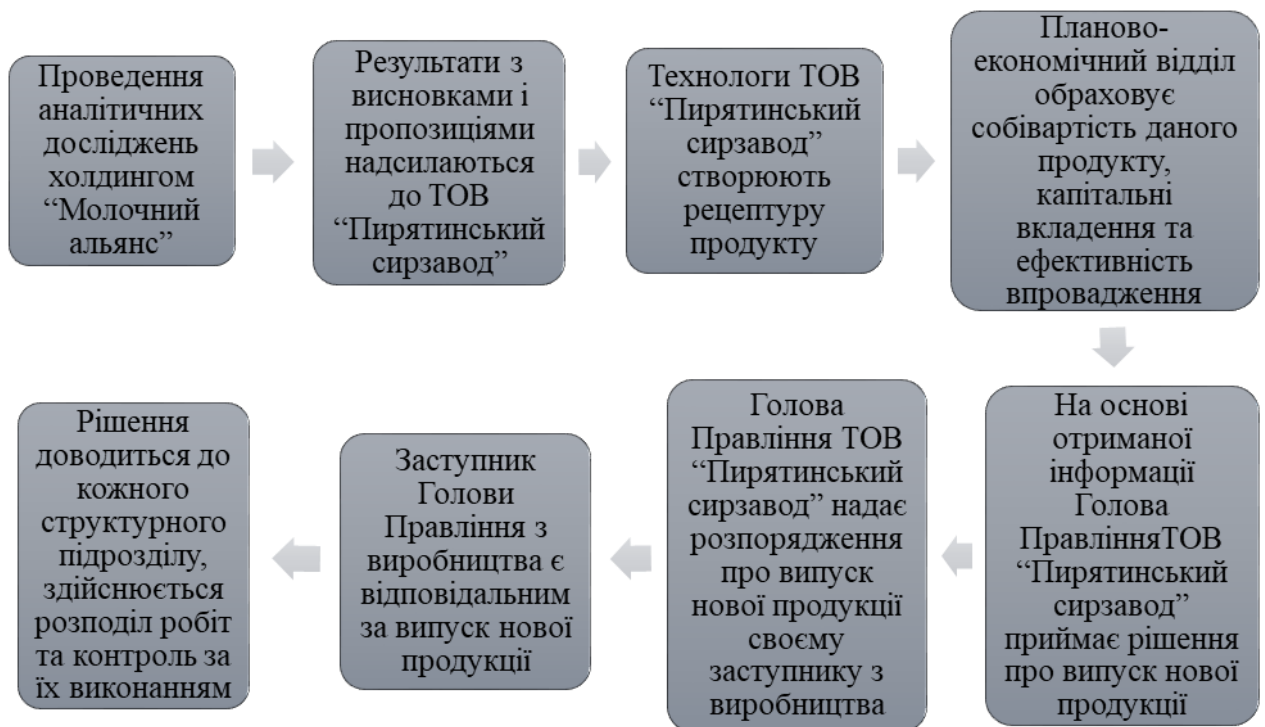 Проведення
аналітичних
досліджень
холдингом
“Молочний
альянс”
Результати з
висновками і
пропозиціями
надсилаються
до ТОВ
“Пирятинський
сирзавод”
Технологи ТОВ
“Пирятинський
сирзавод”
створюють
рецептуру
продукту
Планово-
економічний відділ
обраховує
собівартість даного
продукту,
капітальні
вкладення та
ефективність
впровадження
На основі
отриманої
інформації
Голова
ПравлінняТОВ
“Пирятинський
сирзавод”
приймає рішення
про випуск нової
продукції
Голова
Правління ТОВ
“Пирятинський
сирзавод” надає
розпорядження
про випуск
нової продукції
своєму
заступнику з
виробництва
Заступник
Голови
Правління з
виробництва є
відповідальним
за випуск нової
продукції
Рішення
доводиться до
кожного
структурного
підрозділу,
здійснюється
розподіл робіт
та контроль за
їх виконанням